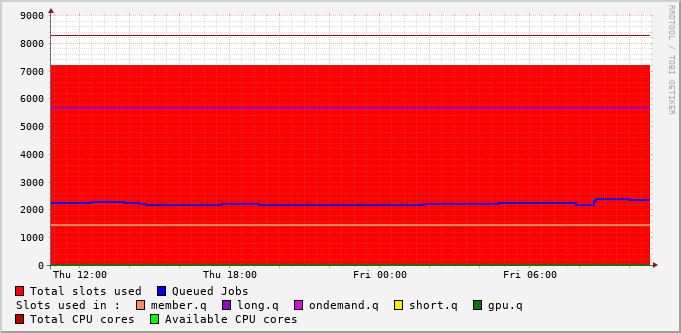 9000
8000
7000
6000
5000
4000
3000
2000
1000
0
Thu 12:00 Thu 18:00 Fri 00:00 Fri 06:00
Total slots used Queued Jobs
Slots used in : member.q long.q ondemand.q short.q gpu.q
Total CPU cores Available CPU cores
RRDTOOL / TOBI OETIKER